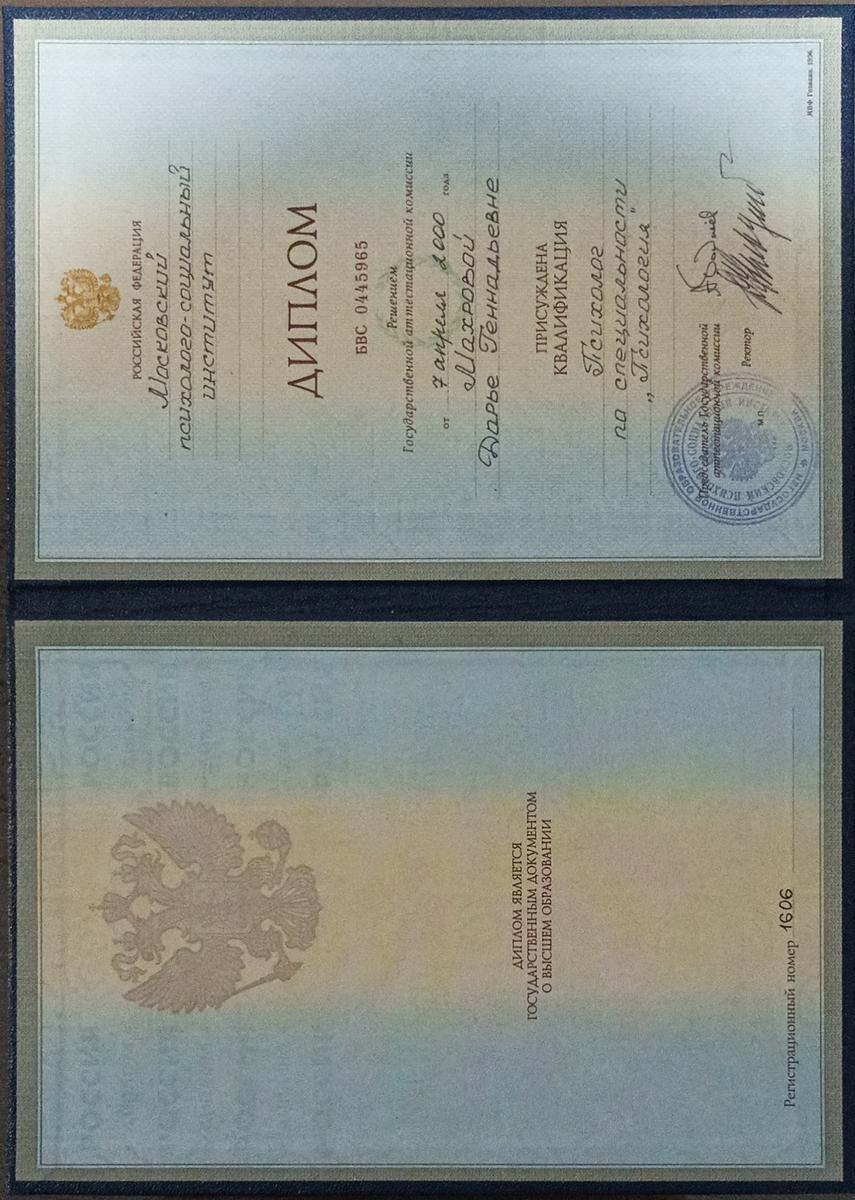 ДИПЛОМ ЯВЛЯЕТСЯ
ГОСУДАРСТВЕННЫМ ДОКУМЕНТОМ
О ВЫСШЕМ ОБРАЗОВАНИИ
Регистрационный номер 1606
РОССИЙСКАЯ ФЕДЕРАЦИЯ
Московский
психолого-социальный
институт
ДИПЛОМ
БВС 0445965
Решением
Государственной аттестационной комиссии
от 7 апреля 2000 года
Махровой
Дарье Геннадьевне
ПРИСУЖДЕНА
КВАЛИФИКАЦИЯ
Психолог
по специальности
„Психология"
Председатель Государственной
аттестационной комиссии
Ректор
М.П.